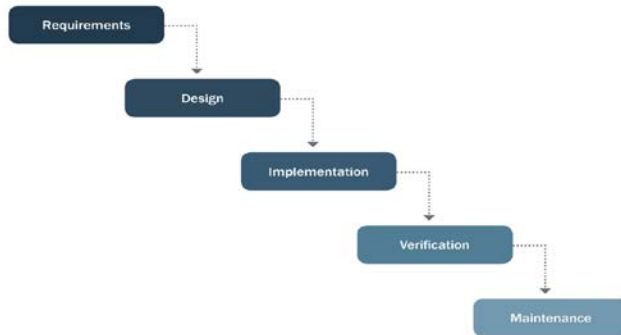 Requirements
Design
Implementation
Verification
Maintenance